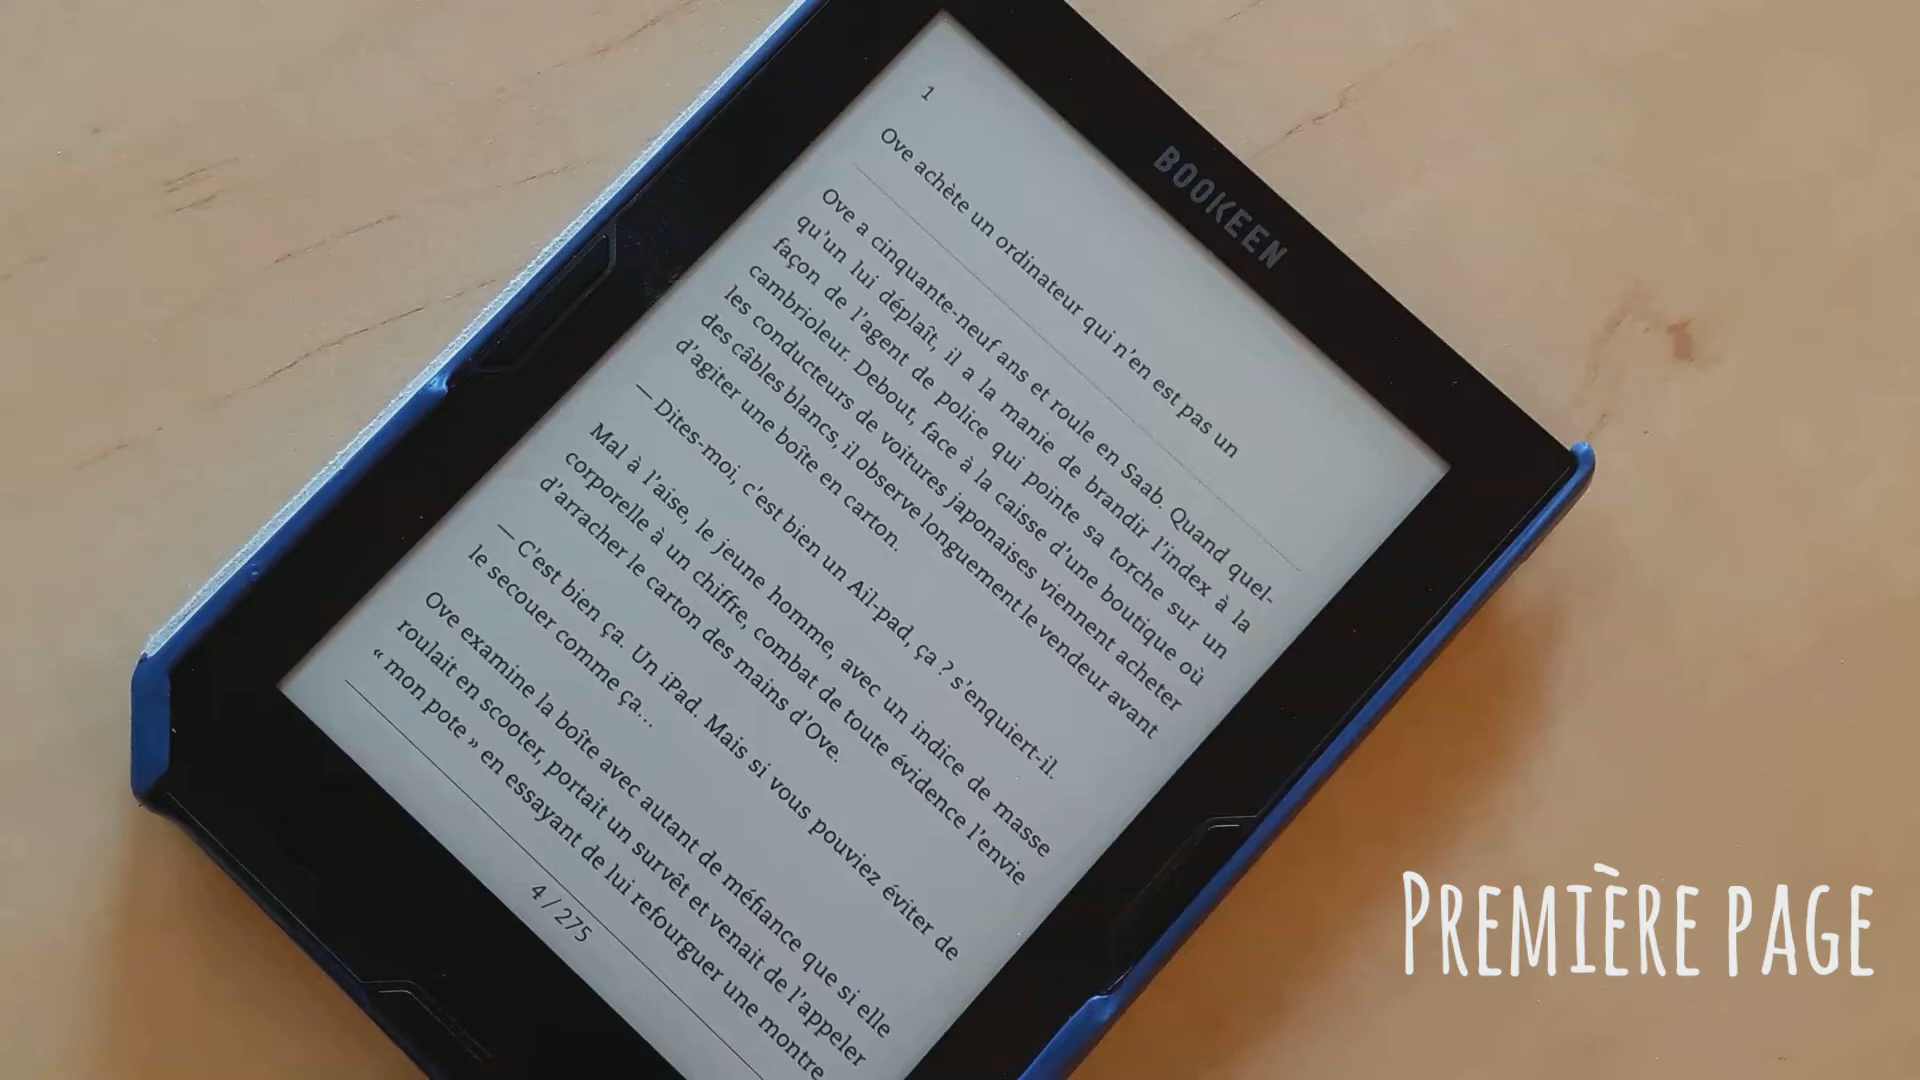 BOOKEEN
1
Ove achète un ordinateur qui n'en est pas un
Ove a cinquante-neuf ans et roule en Saab. Quand quel-
qu'un lui déplaît, il a la manie de brandir l'index à la
façon de l'agent de police qui pointe sa torche sur un
cambrioleur. Debout, face à la caisse d'une boutique où
les conducteurs de voitures japonaises viennent acheter
des câbles blancs, il observe longuement le vendeur avant
d'agiter une boîte en carton.
— Dites-moi, c'est bien un Ail-pad, ça ? s'enquiert-il.
Mal à l'aise, le jeune homme, avec un indice de masse
corporelle à un chiffre, combat de toute évidence l'envie
d'arracher le carton des mains d'Ove.
— C'est bien ça. Un iPad. Mais si vous pouviez éviter de
le secouer comme ça...
Ove examine la boîte avec autant de méfiance que si elle
roulait en scooter, portait un survêt et venait de l'appeler
« mon pote » en essayant de lui refourguer une montre
4 / 275
PREMIÈRE PAGE